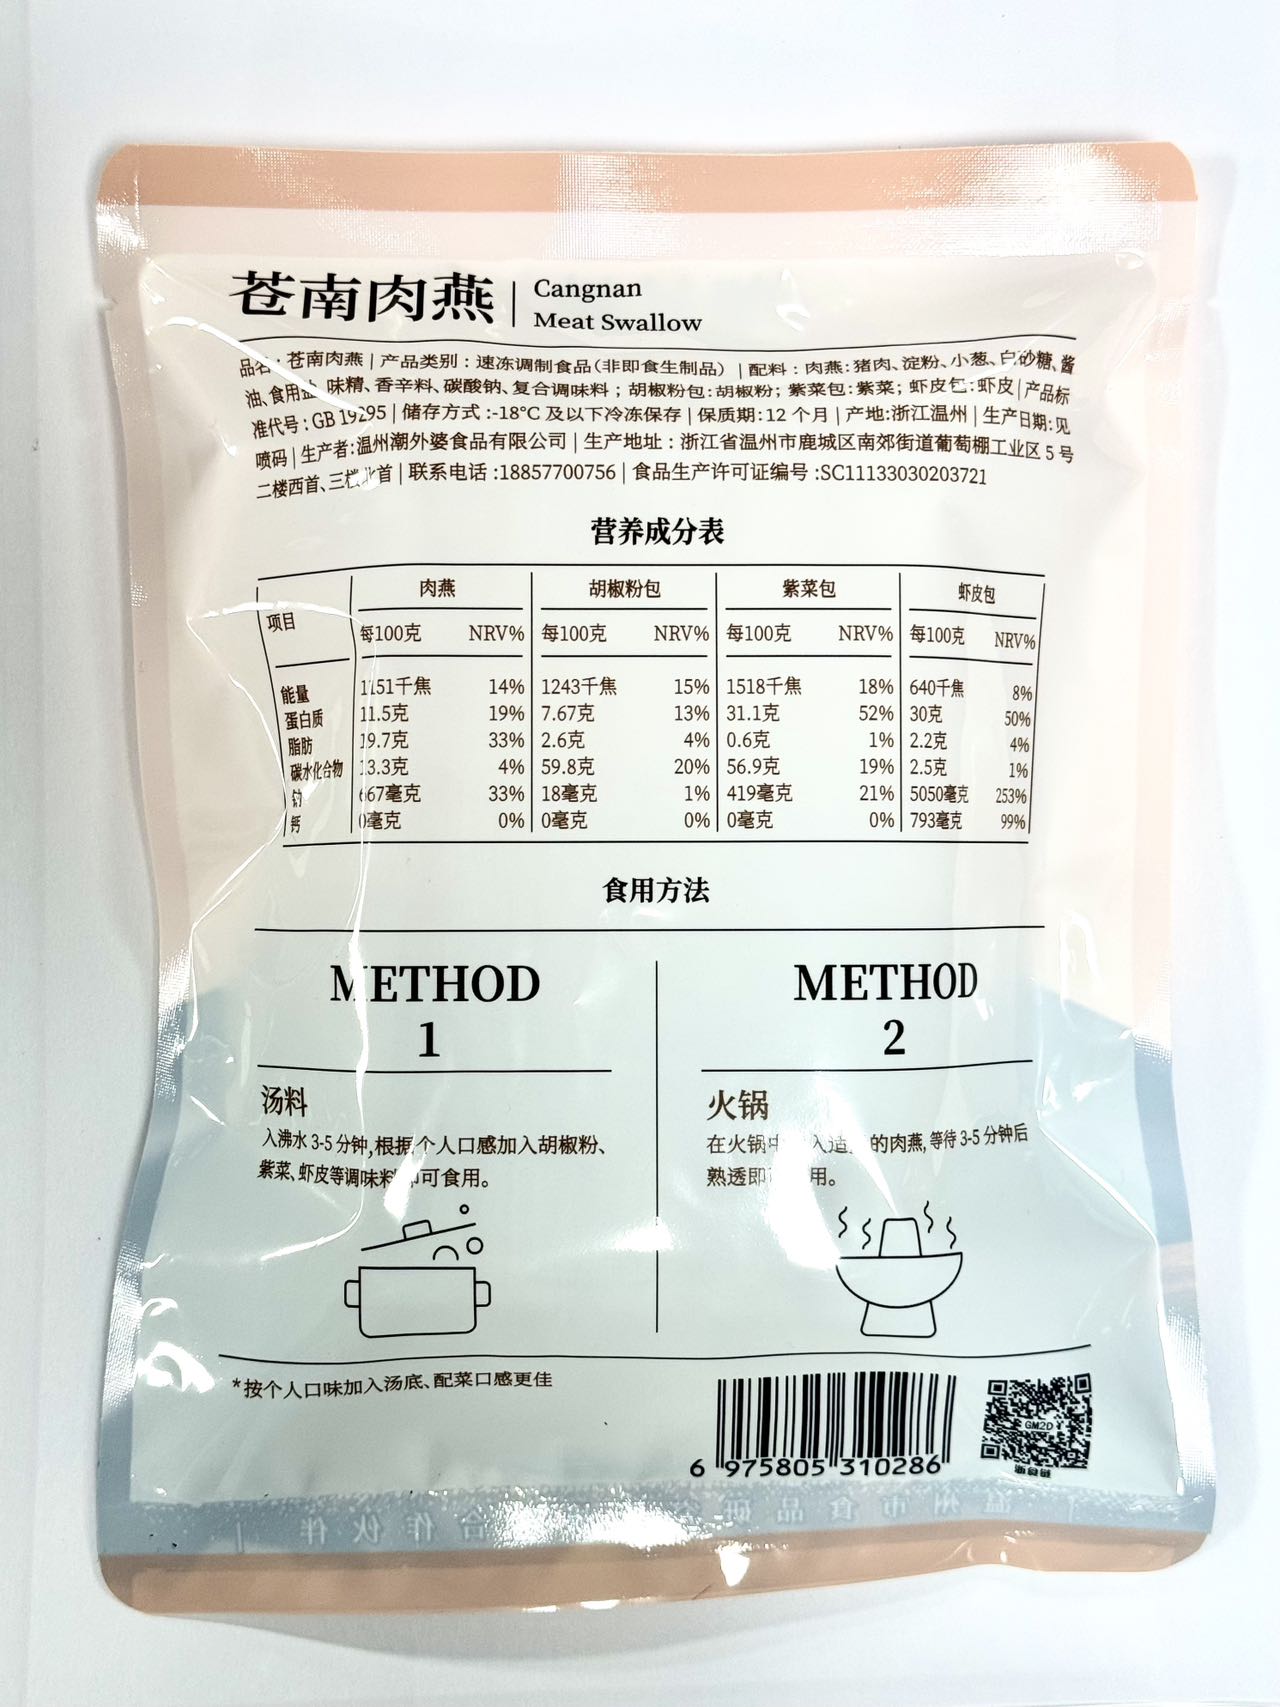 苍南肉燕 | Cangnan
Meat Swallow
品名：苍南肉燕 | 产品类别：速冻调制食品(非即食生制品) | 配料：肉燕:猪肉、淀粉、小葱、白砂糖、酱
油、食用盐、味精、香辛料、碳酸钠、复合调味料；胡椒粉包:胡椒粉；紫菜包:紫菜；虾皮包:虾皮 | 产品标
准代号：GB 19295 | 储存方式:-18°C 及以下冷冻保存 | 保质期:12 个月 | 产地:浙江温州 | 生产日期:见
喷码 | 生产者:温州潮外婆食品有限公司 | 生产地址：浙江省温州市鹿城区南郊街道葡萄棚工业区 5 号
二楼西首、三楼北首 | 联系电话:18857700756 | 食品生产许可证编号:SC11133030203721
营养成分表
项目 肉燕 胡椒粉包 紫菜包 虾皮包
每100克 NRV% 每100克 NRV% 每100克 NRV% 每100克 NRV%
能量 1151千焦 14% 1243千焦 15% 1518千焦 18% 640千焦 8%
蛋白质 11.5克 19% 7.67克 13% 31.1克 52% 30克 50%
脂肪 19.7克 33% 2.6克 4% 0.6克 1% 2.2克 4%
碳水化合物 13.3克 4% 59.8克 20% 56.9克 19% 2.5克 1%
钠 667毫克 33% 18毫克 1% 419毫克 21% 5050毫克 253%
钙 0毫克 0% 0毫克 0% 0毫克 0% 793毫克 99%
食用方法
METHOD
1
汤料
入沸水 3-5 分钟,根据个人口感加入胡椒粉、
紫菜、虾皮等调味料即可食用。
METHOD
2
火锅
在火锅中 入适 的肉燕,等待 3-5 分钟后
熟透即 用。
*按个人口味加入汤底、配菜口感更佳
6 975805 310286
GM2D
温州市食品研 合作伙伴